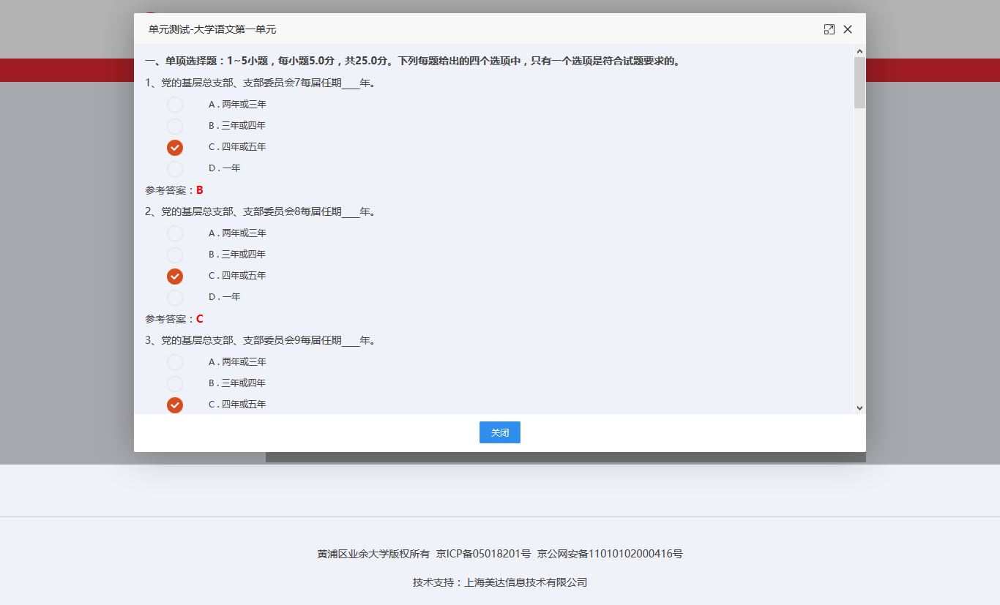 单元测试-大学语文第一单元
一、单项选择题：1~5小题，每小题5.0分，共25.0分。下列每题给出的四个选项中，只有一个选项是符合试题要求的。
1、党的基层总支部、支部委员会7每届任期____年。
A . 两年或三年
B . 三年或四年
C . 四年或五年
D . 一年
参考答案：B
2、党的基层总支部、支部委员会8每届任期____年。
A . 两年或三年
B . 三年或四年
C . 四年或五年
D . 一年
参考答案：C
3、党的基层总支部、支部委员会9每届任期____年。
A . 两年或三年
B . 三年或四年
C . 四年或五年
关闭
黄浦区业余大学版权所有 京ICP备05018201号 京公网安备11010102000416号
技术支持：上海美达信息技术有限公司